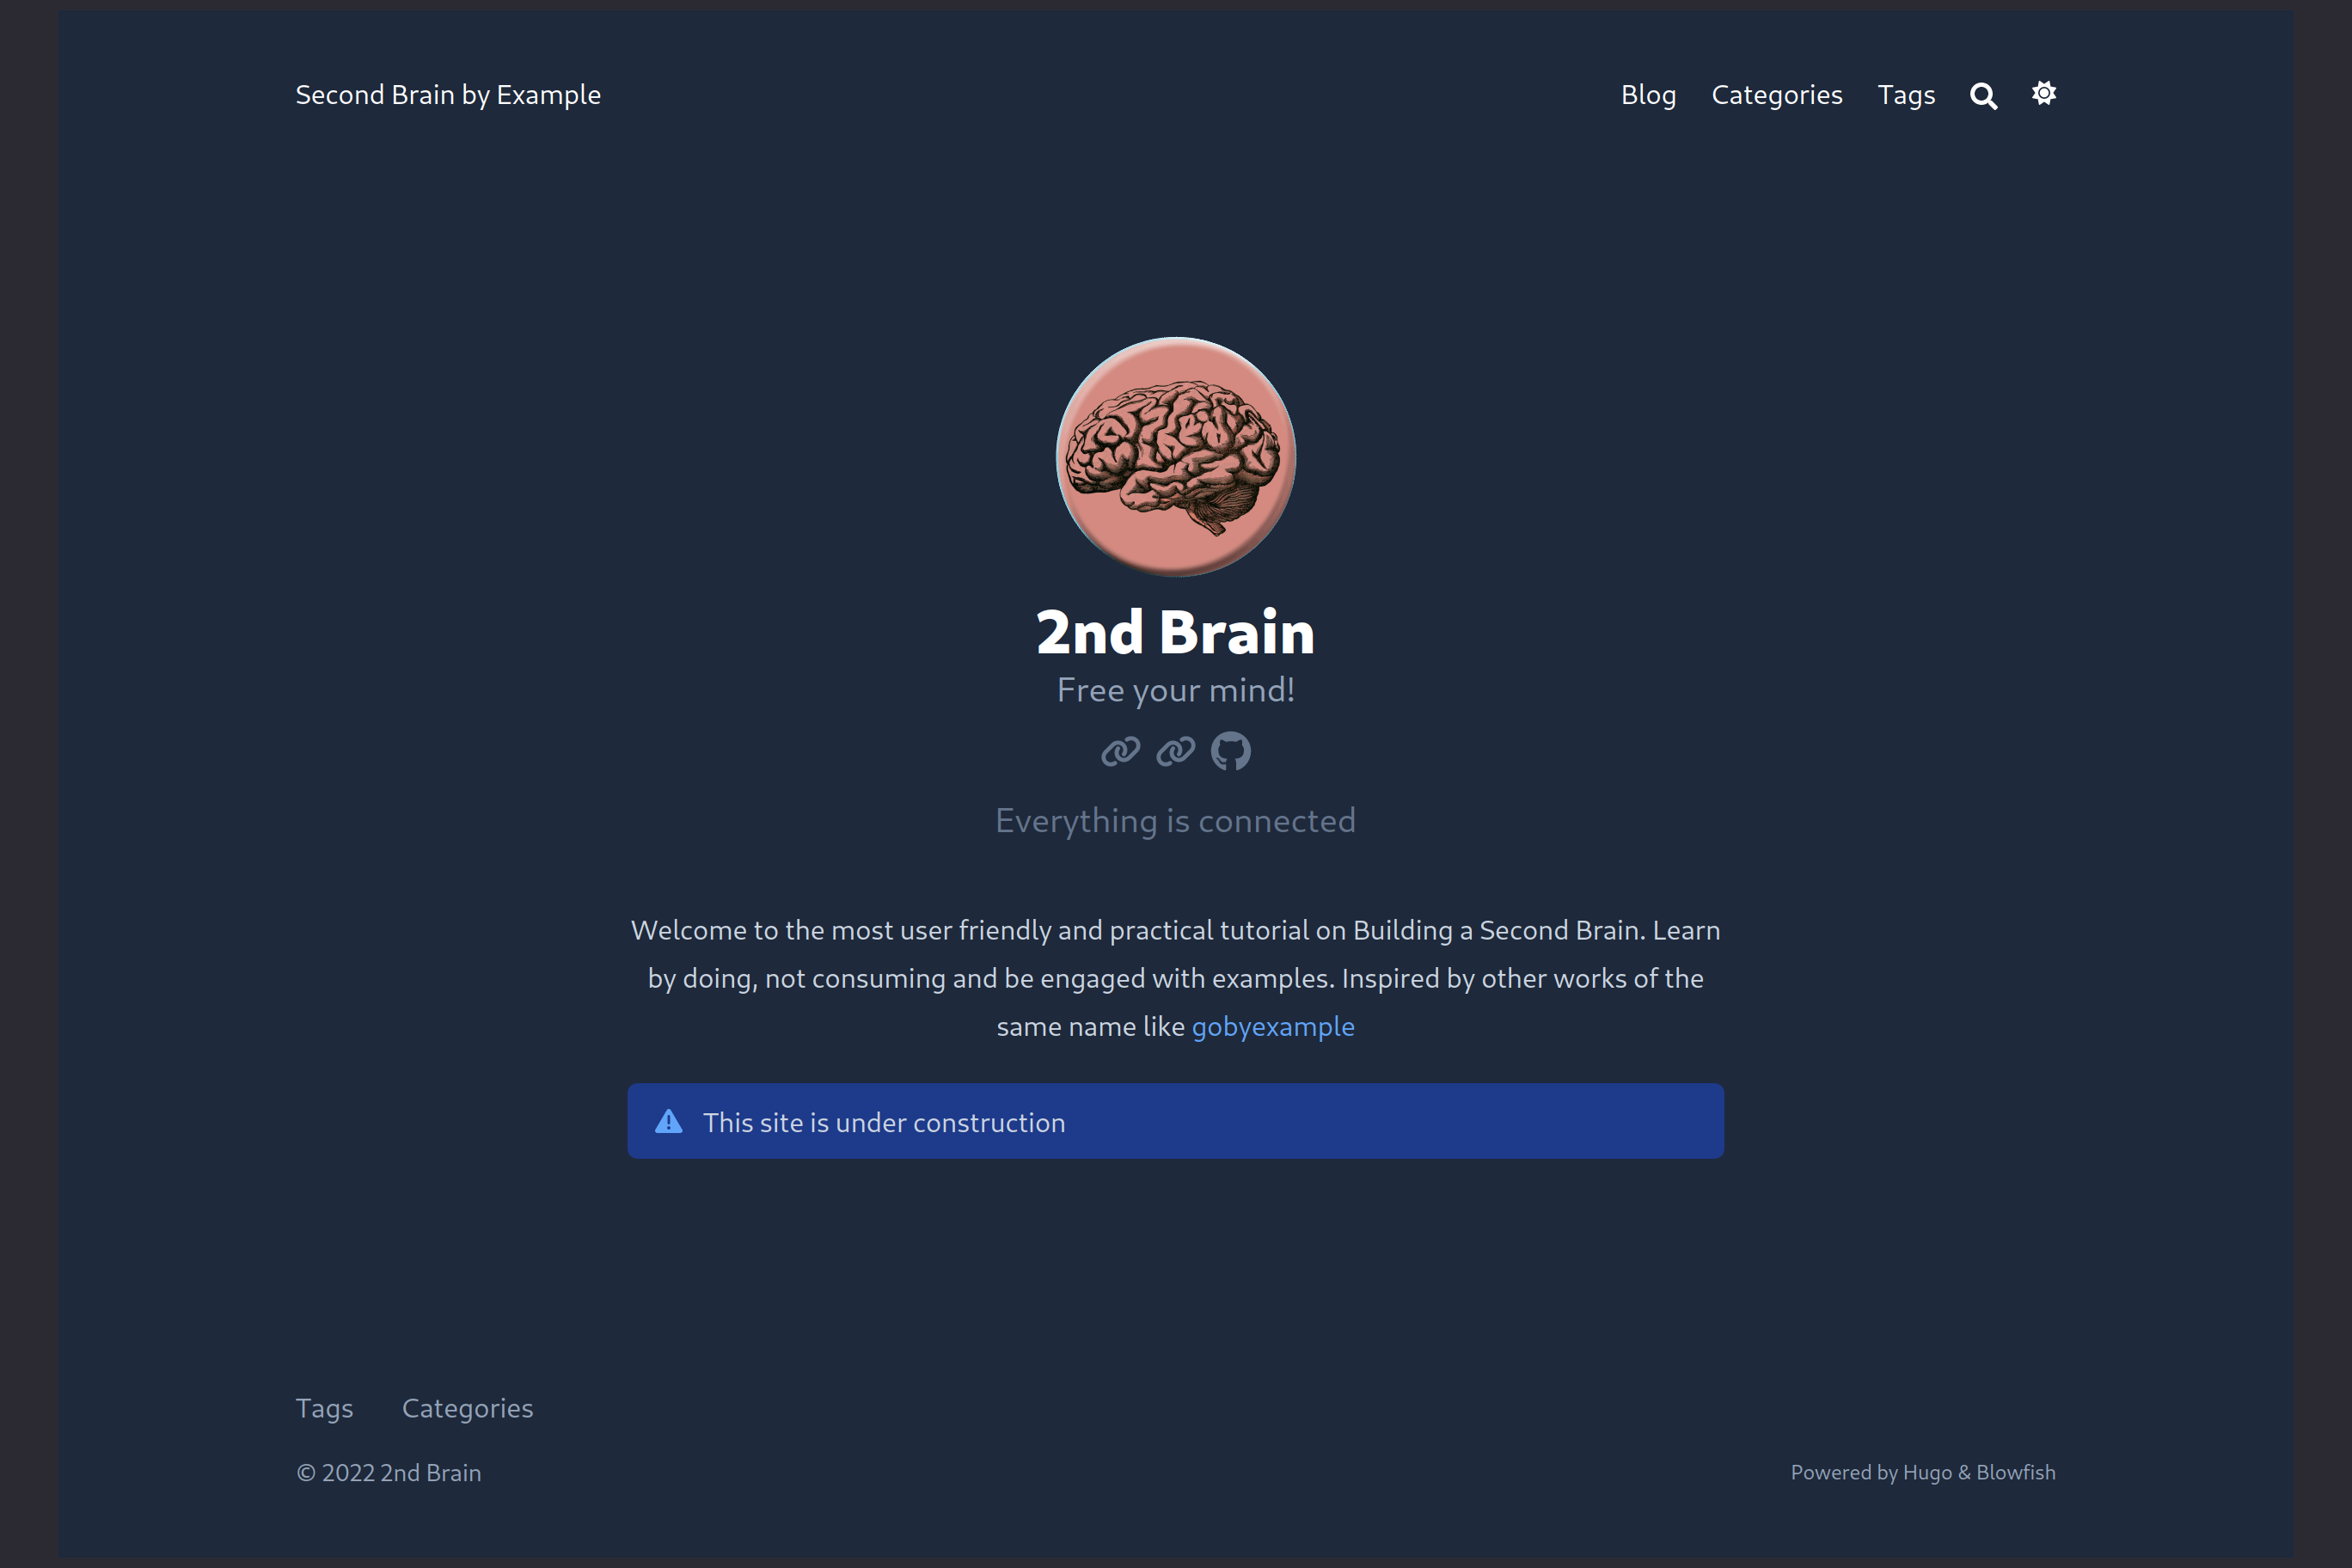 Second Brain by Example
Blog Categories Tags
2nd Brain
Free your mind!
Everything is connected
Welcome to the most user friendly and practical tutorial on Building a Second Brain. Learn
by doing, not consuming and be engaged with examples. Inspired by other works of the
same name like gobyexample
This site is under construction
Tags Categories
© 2022 2nd Brain
Powered by Hugo & Blowfish